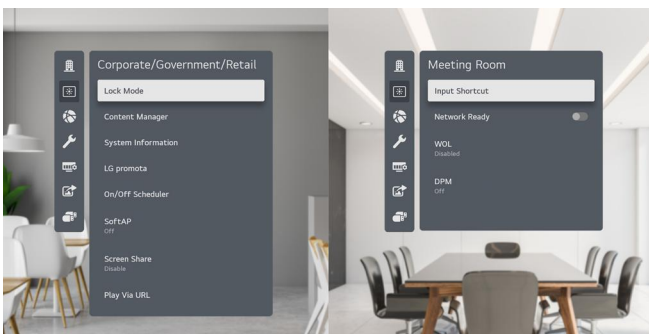 Corporate/Government/Retail
Lock Mode
Content Manager
System Information
LG promota
On/Off Scheduler
SoftAP
Off
Screen Share
Disable
Play Via URL
Meeting Room
Input Shortcut
Network Ready
WOL
Disabled
DPM
Off